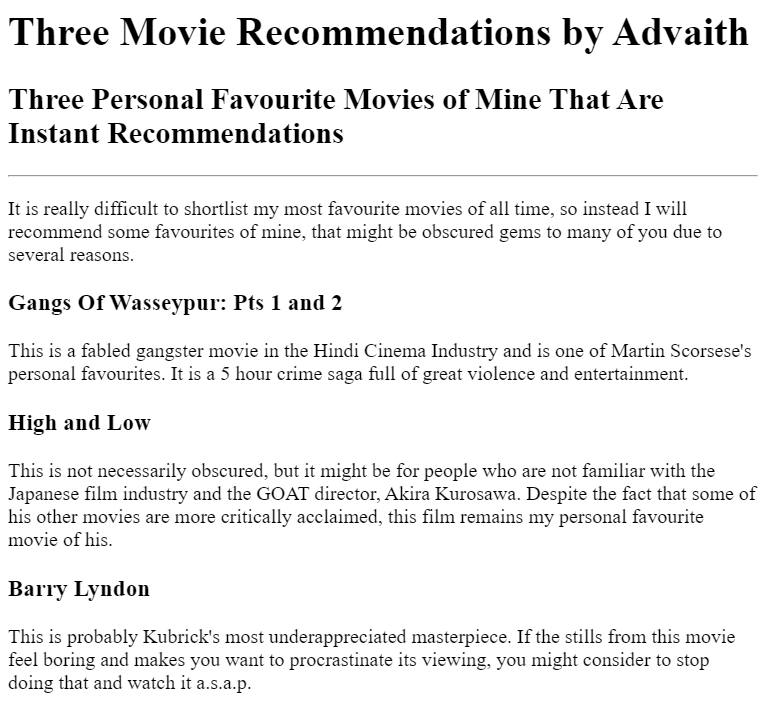 Three Movie Recommendations by Advaith
Three Personal Favourite Movies of Mine That Are
Instant Recommendations
It is really difficult to shortlist my most favourite movies of all time, so instead I will
recommend some favourites of mine, that might be obscured gems to many of you due to
several reasons.
Gangs Of Wasseypur: Pts 1 and 2
This is a fabled gangster movie in the Hindi Cinema Industry and is one of Martin Scorsese's
personal favourites. It is a 5 hour crime saga full of great violence and entertainment.
High and Low
This is not necessarily obscured, but it might be for people who are not familiar with the
Japanese film industry and the GOAT director, Akira Kurosawa. Despite the fact that some of
his other movies are more critically acclaimed, this film remains my personal favourite
movie of his.
Barry Lyndon
This is probably Kubrick's most underappreciated masterpiece. If the stills from this movie
feel boring and makes you want to procrastinate its viewing, you might consider to stop
doing that and watch it a.s.a.p.